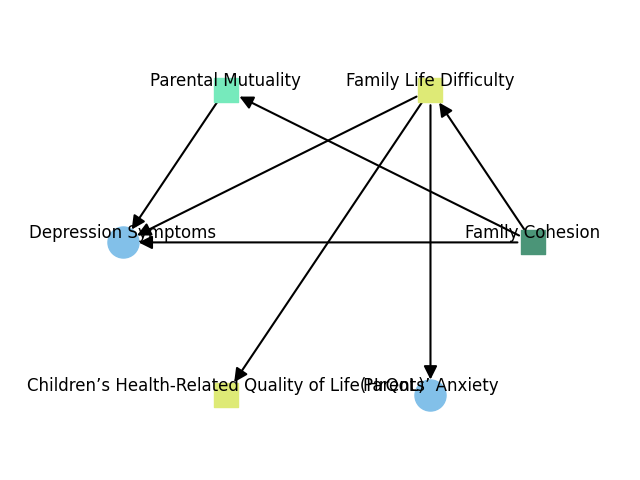 Parental Mutuality
Family Life Difficulty
Depression Symptoms
Family Cohesion
Children’s Health-Related Quality of Life (HrQoL)
Parents’ Anxiety